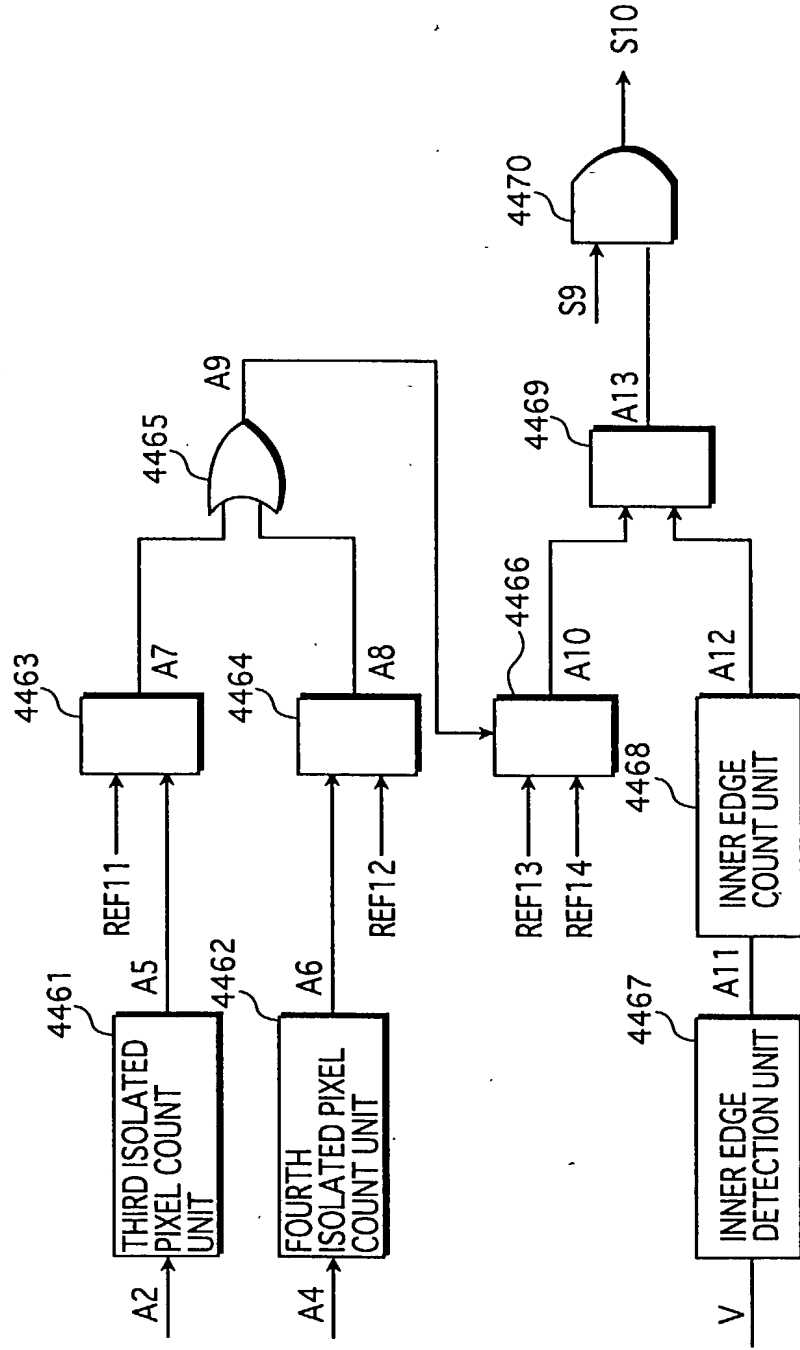 A2
4461
THIRD ISOLATED
PIXEL COUNT
UNIT
A5
REF11
4463
A7
4465
A9
A4
4462
FOURTH
ISOLATED PIXEL
COUNT UNIT
A6
REF12
4464
A8
REF13
REF14
4466
A10
4469
A13
S9
4470
S10
V
4467
INNER EDGE
DETECTION UNIT
A11
4468
INNER EDGE
COUNT UNIT
A12